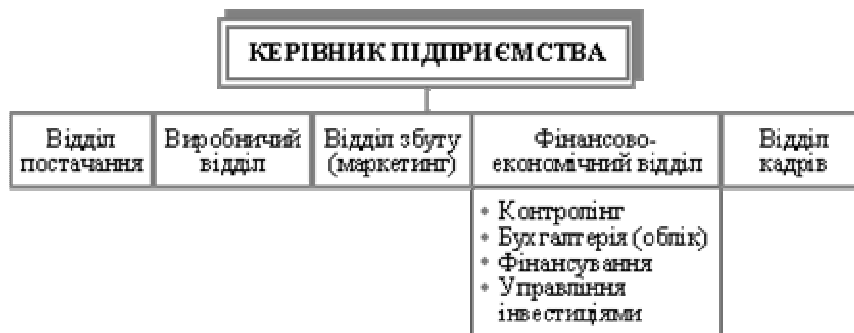 КЕРІВНИК ПІДПРИЄМСТВА
Відділ
постачання
Виробничий
відділ
Відділ збуту
(маркетинг)
Фінансово-
економічний відділ
Відділ
кадрів
• Контролінг
• Бухгалтерія (облік)
• Фінансування
• Управління
інвестиціями